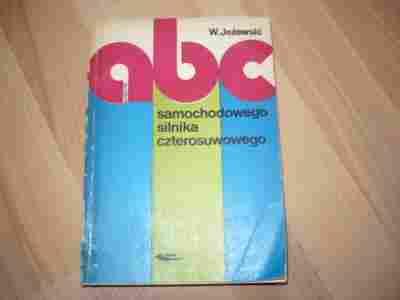 W. Jeżewski
abc
samochodowego
silnika
czterosuwowego